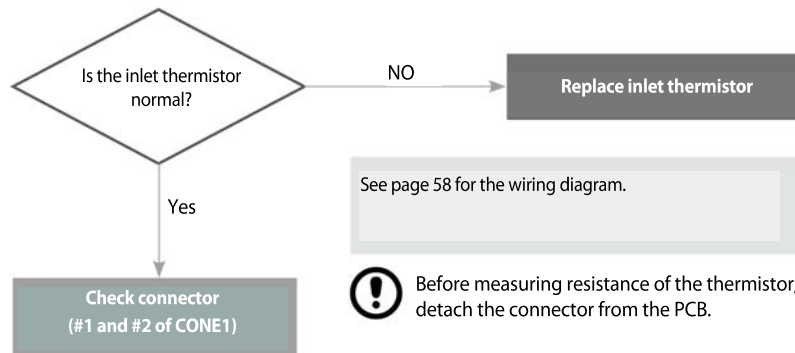 Is the inlet thermistor
normal?
NO
Replace inlet thermistor
See page 58 for the wiring diagram.
Yes
Check connector
(#1 and #2 of CONE1)
Before measuring resistance of the thermistor,
detach the connector from the PCB.